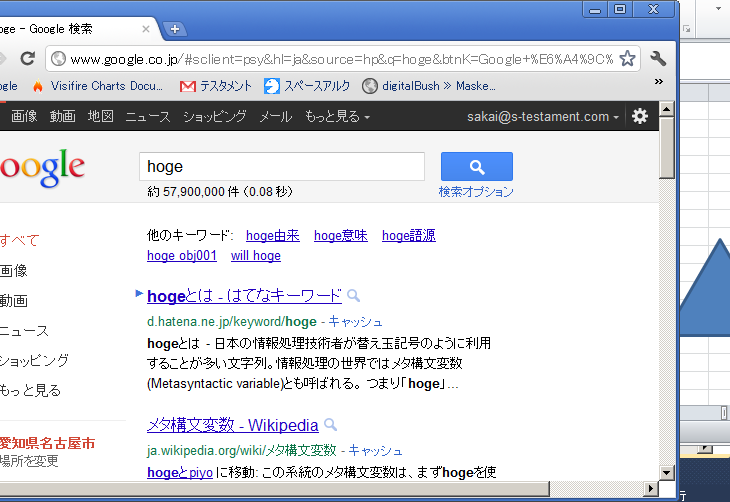 oge - Google 検索
www.google.co.jp/#sclient=psy&hl=ja&source=hp&q=hoge&btnK=Google+%E6%A4%9C%
ogle Visifire Charts Docu... テスタメント スペースアルク digitalBush » Maske... »
画像 動画 地図 ニュース ショッピング メール もっと見る sakai@s-testament.com
oogle
hoge
約 57,900,000 件 (0.08 秒)
検索オプション
すべて
画像
動画
ニュース
ショッピング
もっと見る
愛知県名古屋市
場所を変更
他のキーワード: hoge由来 hoge意味 hoge語源
hoge obj001 will hoge
hogeとは - はてなキーワード
d.hatena.ne.jp/keyword/hoge - キャッシュ
hogeとは - 日本の情報処理技術者が替え玉記号のように利用
することが多い文字列。情報処理の世界ではメタ構文変数
(Metasyntactic variable)とも呼ばれる。 つまり「hoge」...
メタ構文変数 - Wikipedia
ja.wikipedia.org/wiki/メタ構文変数 - キャッシュ
hogeとpiyo に移動: この系統のメタ構文変数は、まずhogeを使
行